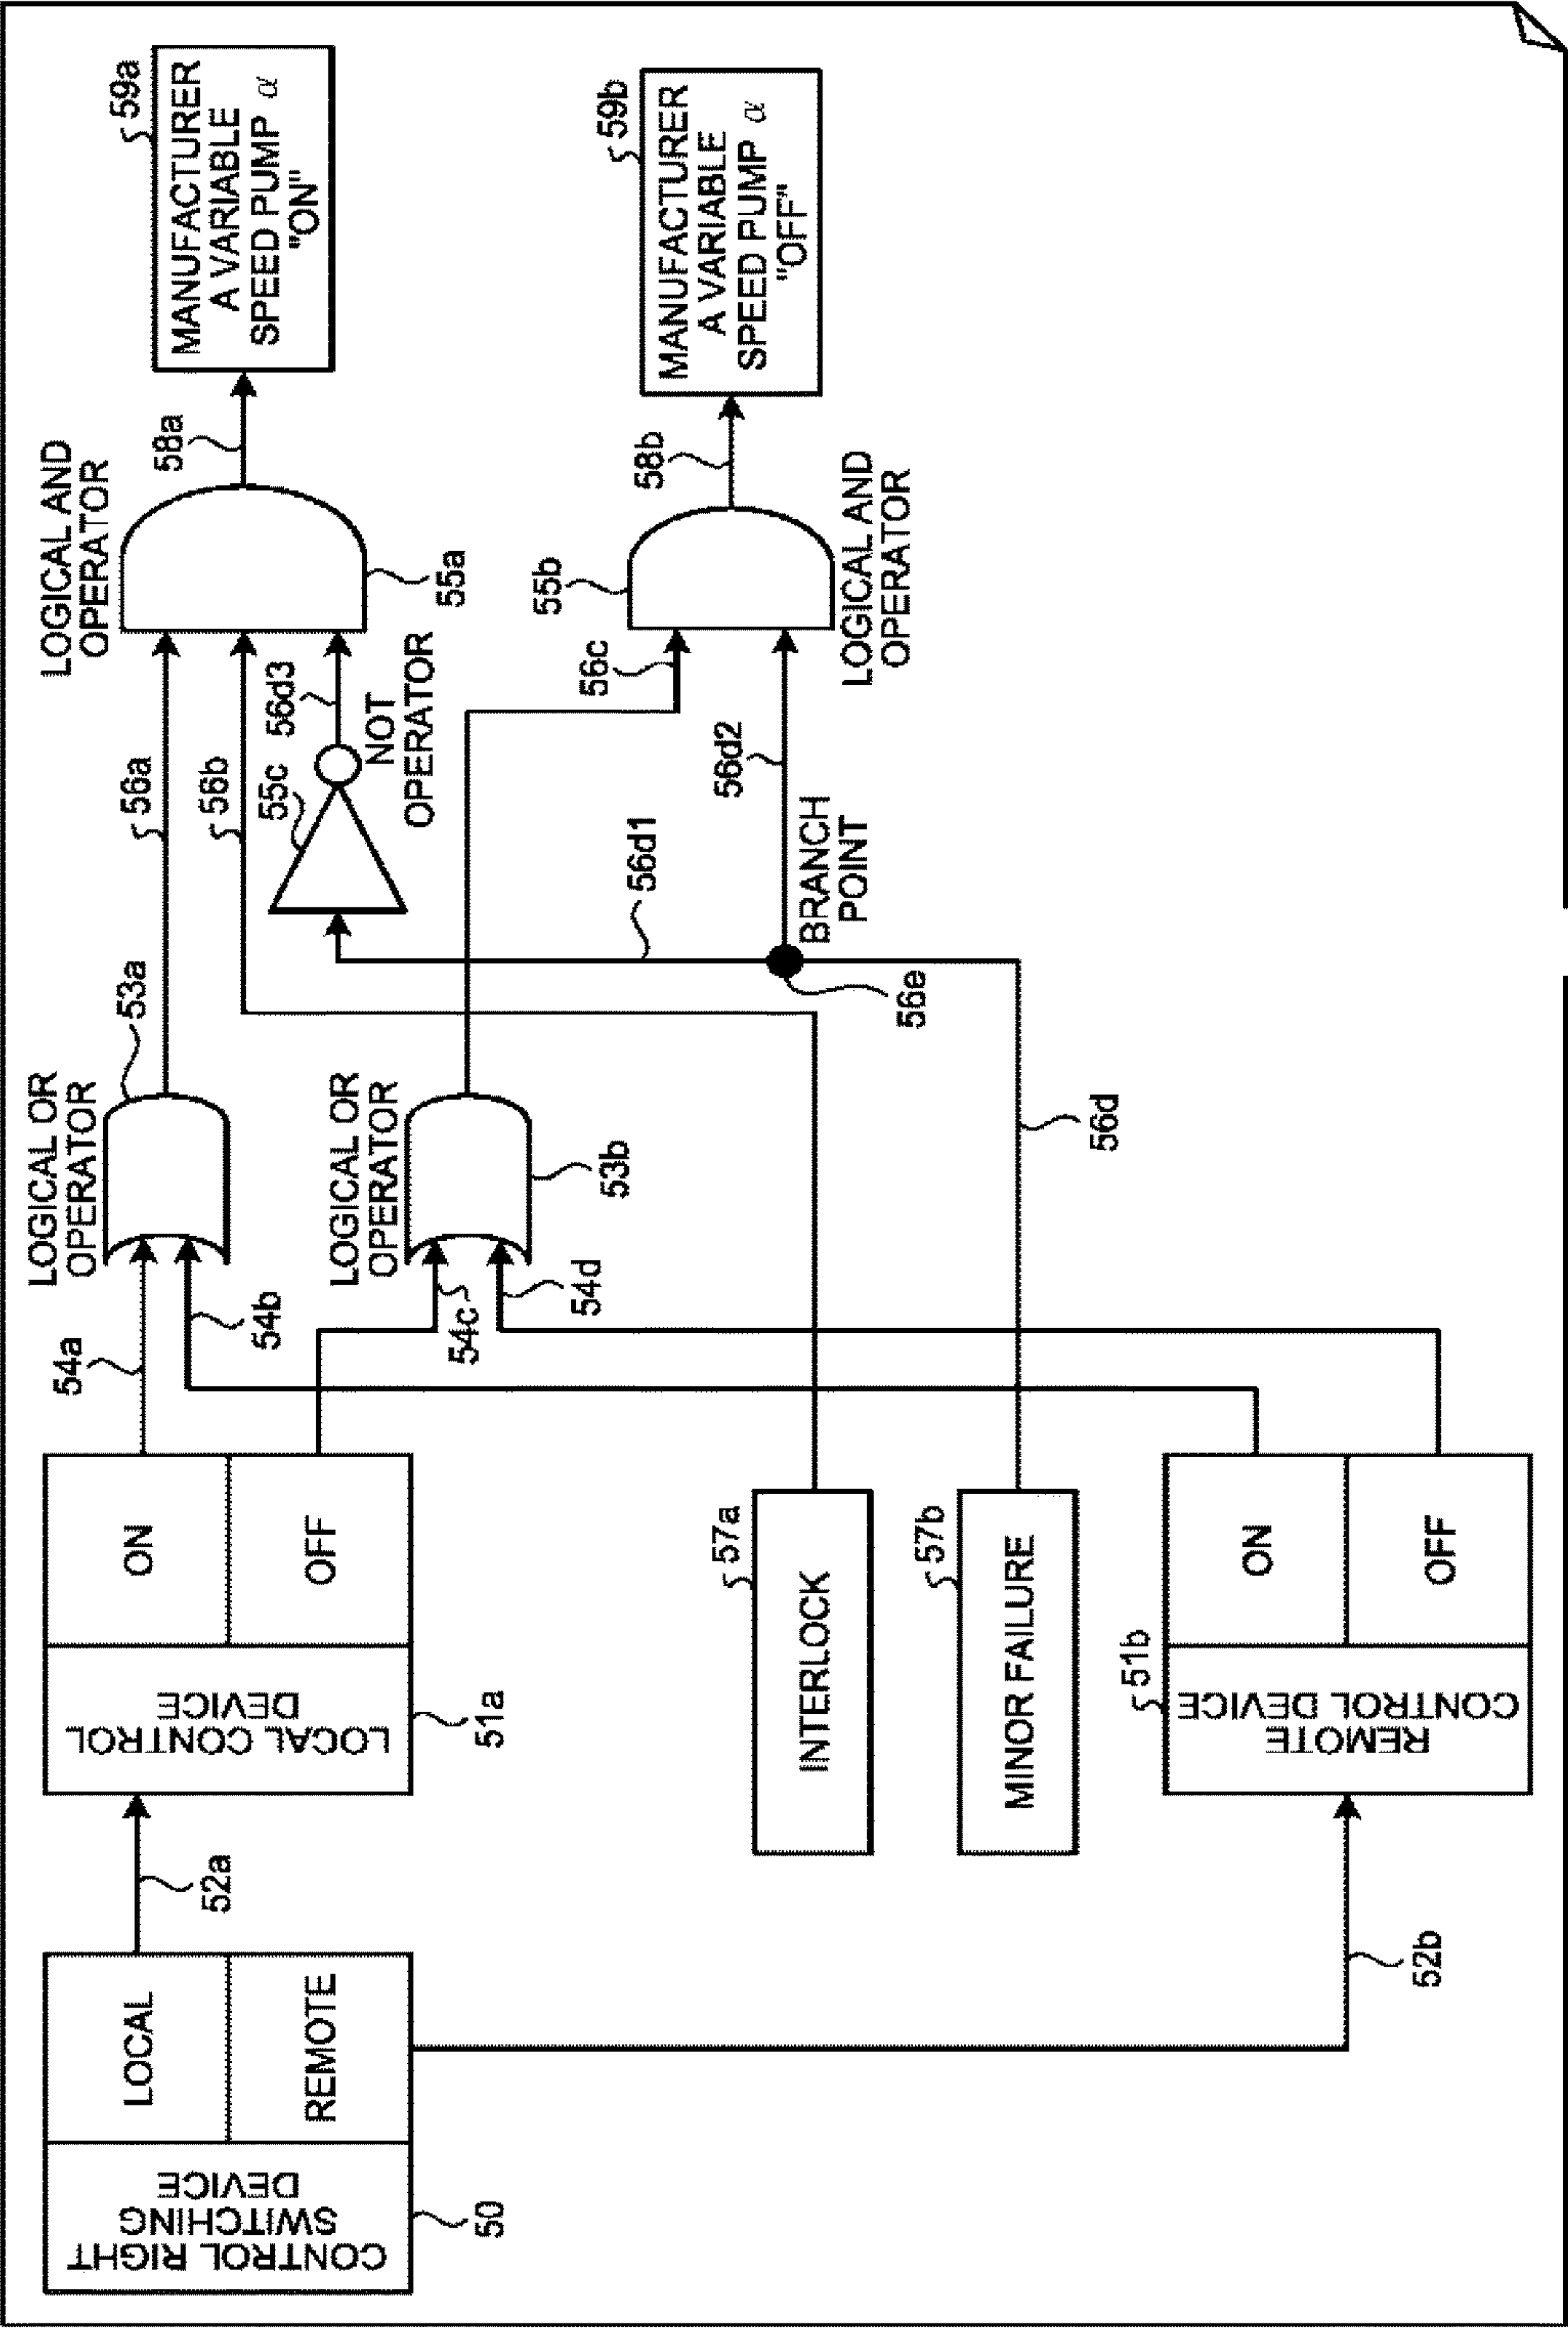 CONTROL RIGHT
SWITCHING
DEVICE
LOCAL
REMOTE
50
52a
52b
LOCAL CONTROL
DEVICE
ON
OFF
51a
INTERLOCK
57a
MINOR FAILURE
57b
REMOTE
CONTROL DEVICE
ON
OFF
51b
54a
54b
54c
54d
LOGICAL OR
OPERATOR
53a
LOGICAL OR
OPERATOR
53b
56a
56b
56d
56e
BRANCH
POINT
56d1
56d2
55c
NOT
OPERATOR
56d3
56c
LOGICAL AND
OPERATOR
55a
55b
LOGICAL AND
OPERATOR
58a
58b
59a
MANUFACTURER
A VARIABLE
SPEED PUMP α
"ON"
59b
MANUFACTURER
A VARIABLE
SPEED PUMP α
"OFF"